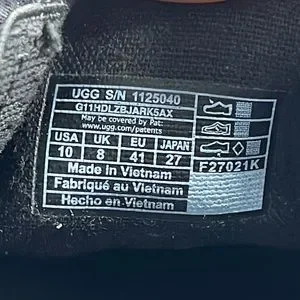 UGG S/N 1125040
G11HDLZBJARK5AX
May be covered by Pat:
www.ugg.com/patents
USA UK EU JAPAN
10 8 41 27
F27021K
Made in Vietnam
Fabriqué au Vietnam
Hecho en Vietnam